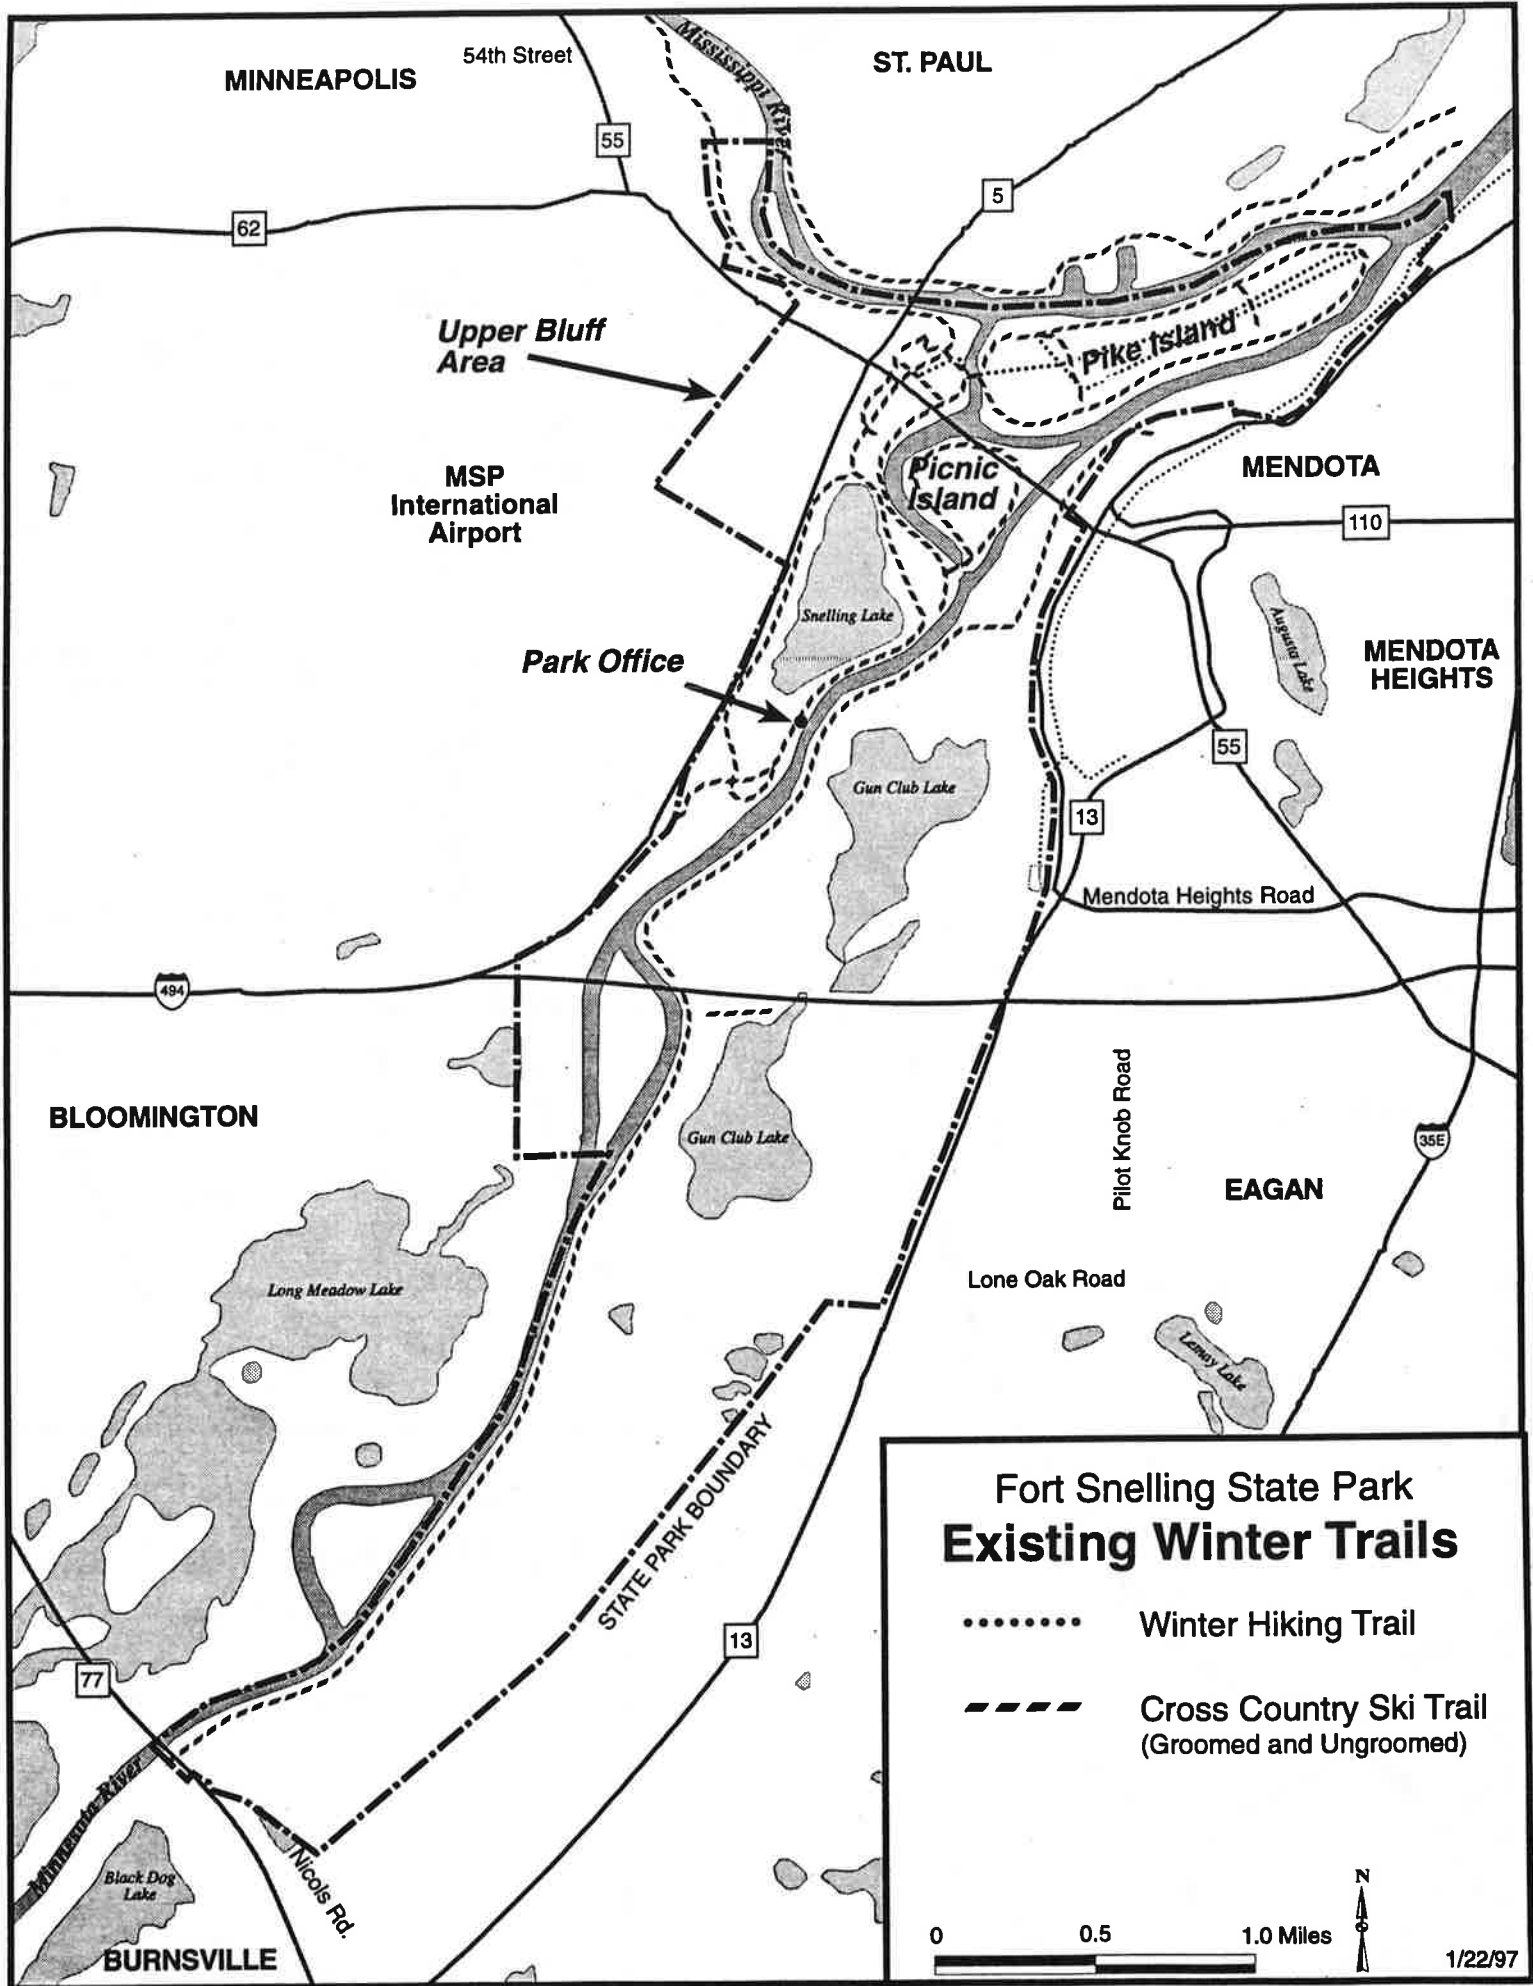 54th Street
ST. PAUL
MINNEAPOLIS
Mississippi River
55
5
62
Upper Bluff
Area
Pike Island
MSP
International
Airport
Picnic
Island
MENDOTA
110
Snelling Lake
Augusta Lake
MENDOTA
HEIGHTS
Park Office
55
Gun Club Lake
13
Mendota Heights Road
494
BLOOMINGTON
Gun Club Lake
Pilot Knob Road
35E
EAGAN
Long Meadow Lake
Lone Oak Road
Lemay Lake
STATE PARK BOUNDARY
13
77
Minnesota River
Black Dog
Lake
Nicols Rd.
BURNSVILLE
Fort Snelling State Park
Existing Winter Trails
Winter Hiking Trail
Cross Country Ski Trail
(Groomed and Ungroomed)
N
0 0.5 1.0 Miles
1/22/97